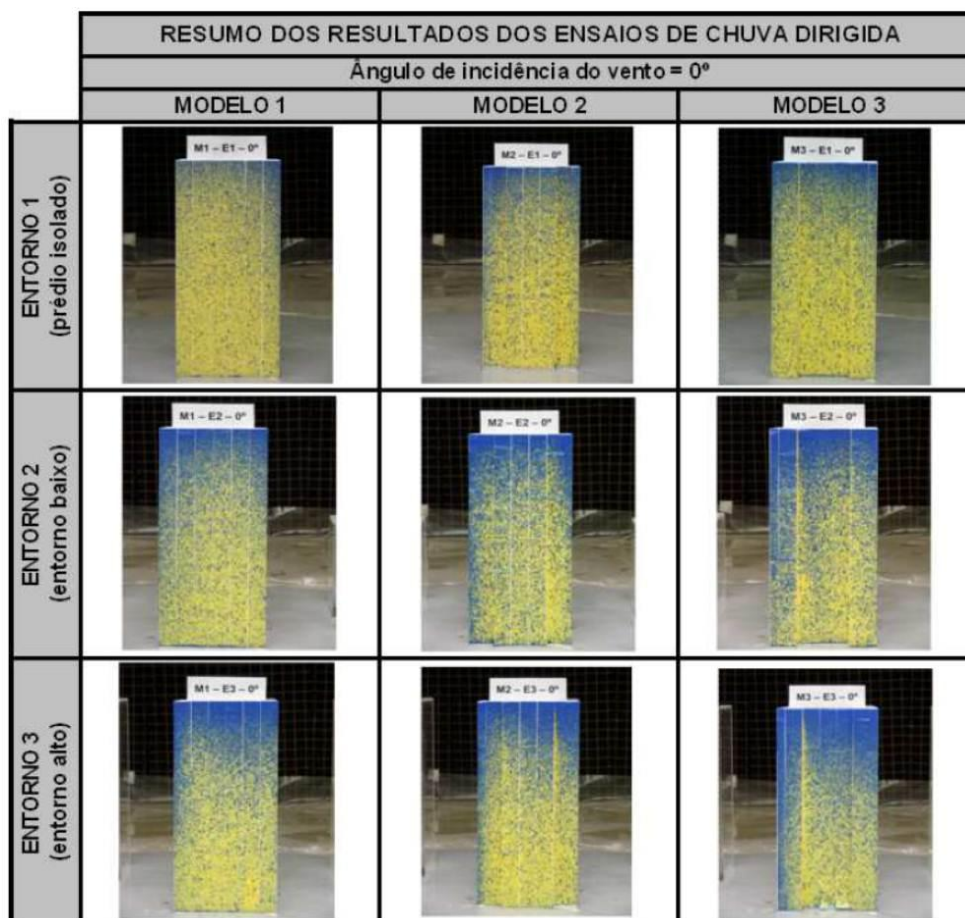 RESUMO DOS RESULTADOS DOS ENSAIOS DE CHUVA DIRIGIDA
Ângulo de incidência do vento = 0º
MODELO 1
MODELO 2
MODELO 3
ENTORNO 1
(prédio isolado)
M1 – E1 – 0º
M2 – E1 – 0º
M3 – E1 – 0º
ENTORNO 2
(entorno baixo)
M1 – E2 – 0º
M2 – E2 – 0º
M3 – E2 – 0º
ENTORNO 3
(entorno alto)
M1 – E3 – 0º
M2 – E3 – 0º
M3 – E3 – 0º